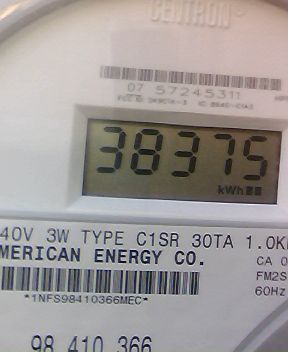 CENTRON®
07 57245311
38375
kWh
40V 3W TYPE C1SR 30TA 1.0K
MERICAN ENERGY CO.
CA 0
FM2S
*1NFS98410366MEC*
60Hz
98 410 366